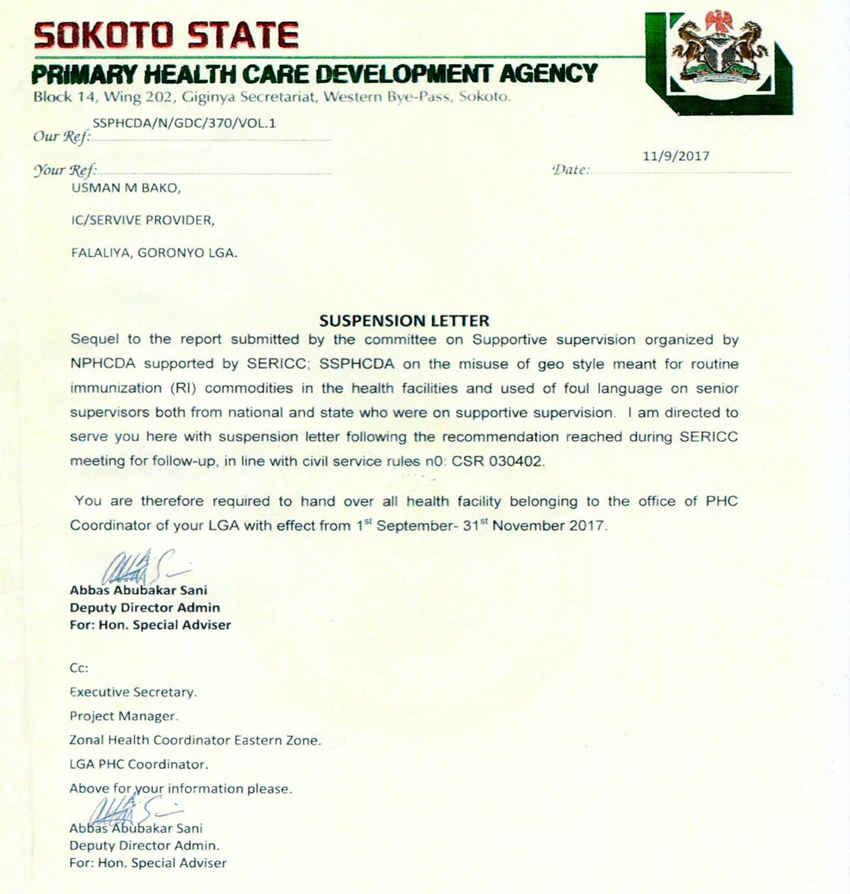 SOKOTO STATE
PRIMARY HEALTH CARE DEVELOPMENT AGENCY
Block 14, Wing 202, Giginya Secretariat, Western Bye-Pass, Sokoto.
Our Ref: SSPHCDA/N/GDC/370/VOL.1
Your Ref:
Date: 11/9/2017
USMAN M BAKO,
IC/SERVIVE PROVIDER,
FALALIYA, GORONYO LGA.
SUSPENSION LETTER
Sequel to the report submitted by the committee on Supportive supervision organized by
NPHCDA supported by SERICC; SSPHCDA on the misuse of geo style meant for routine
immunization (RI) commodities in the health facilities and used of foul language on senior
supervisors both from national and state who were on supportive supervision. I am directed to
serve you here with suspension letter following the recommendation reached during SERICC
meeting for follow-up, in line with civil service rules n0: CSR 030402.
You are therefore required to hand over all health facility belonging to the office of PHC
Coordinator of your LGA with effect from 1st September- 31st November 2017.
Abbas Abubakar Sani
Deputy Director Admin
For: Hon. Special Adviser
Cc:
Executive Secretary.
Project Manager.
Zonal Health Coordinator Eastern Zone.
LGA PHC Coordinator.
Above for your information please.
Abbas Abubakar Sani
Deputy Director Admin.
For: Hon. Special Adviser